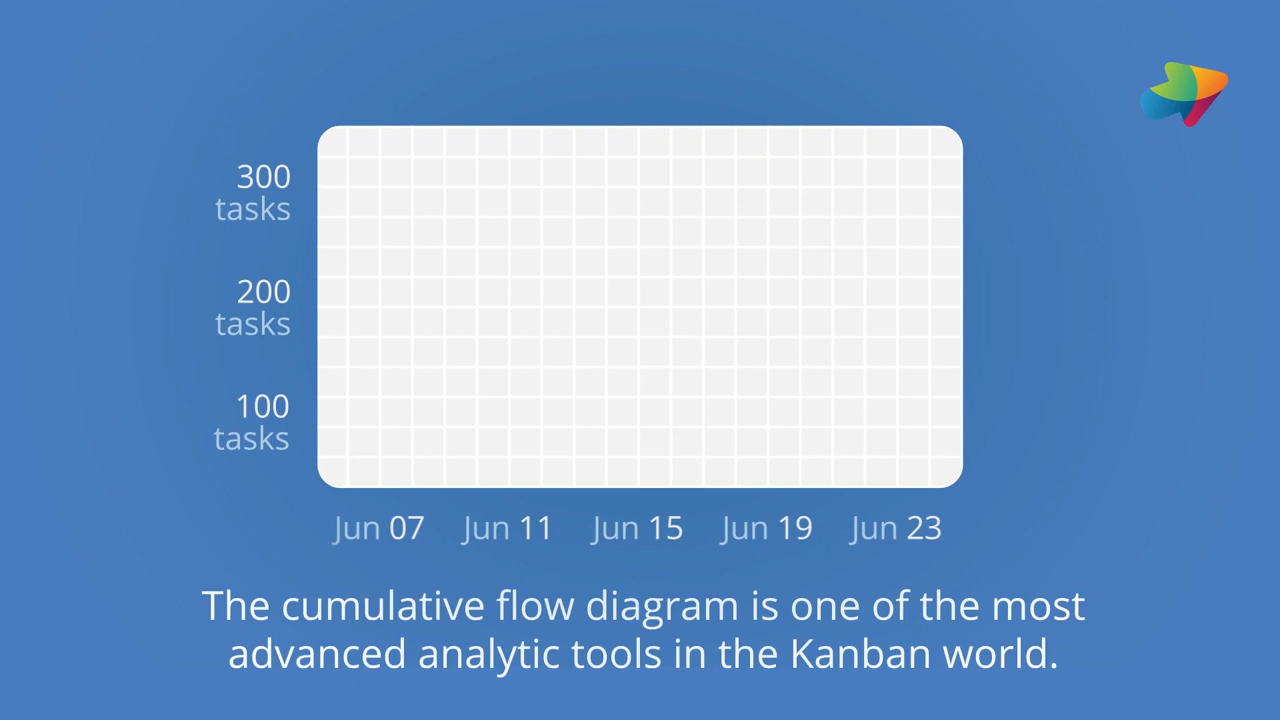 300
tasks
200
tasks
100
tasks
Jun 07 Jun 11 Jun 15 Jun 19 Jun 23
The cumulative flow diagram is one of the most
advanced analytic tools in the Kanban world.